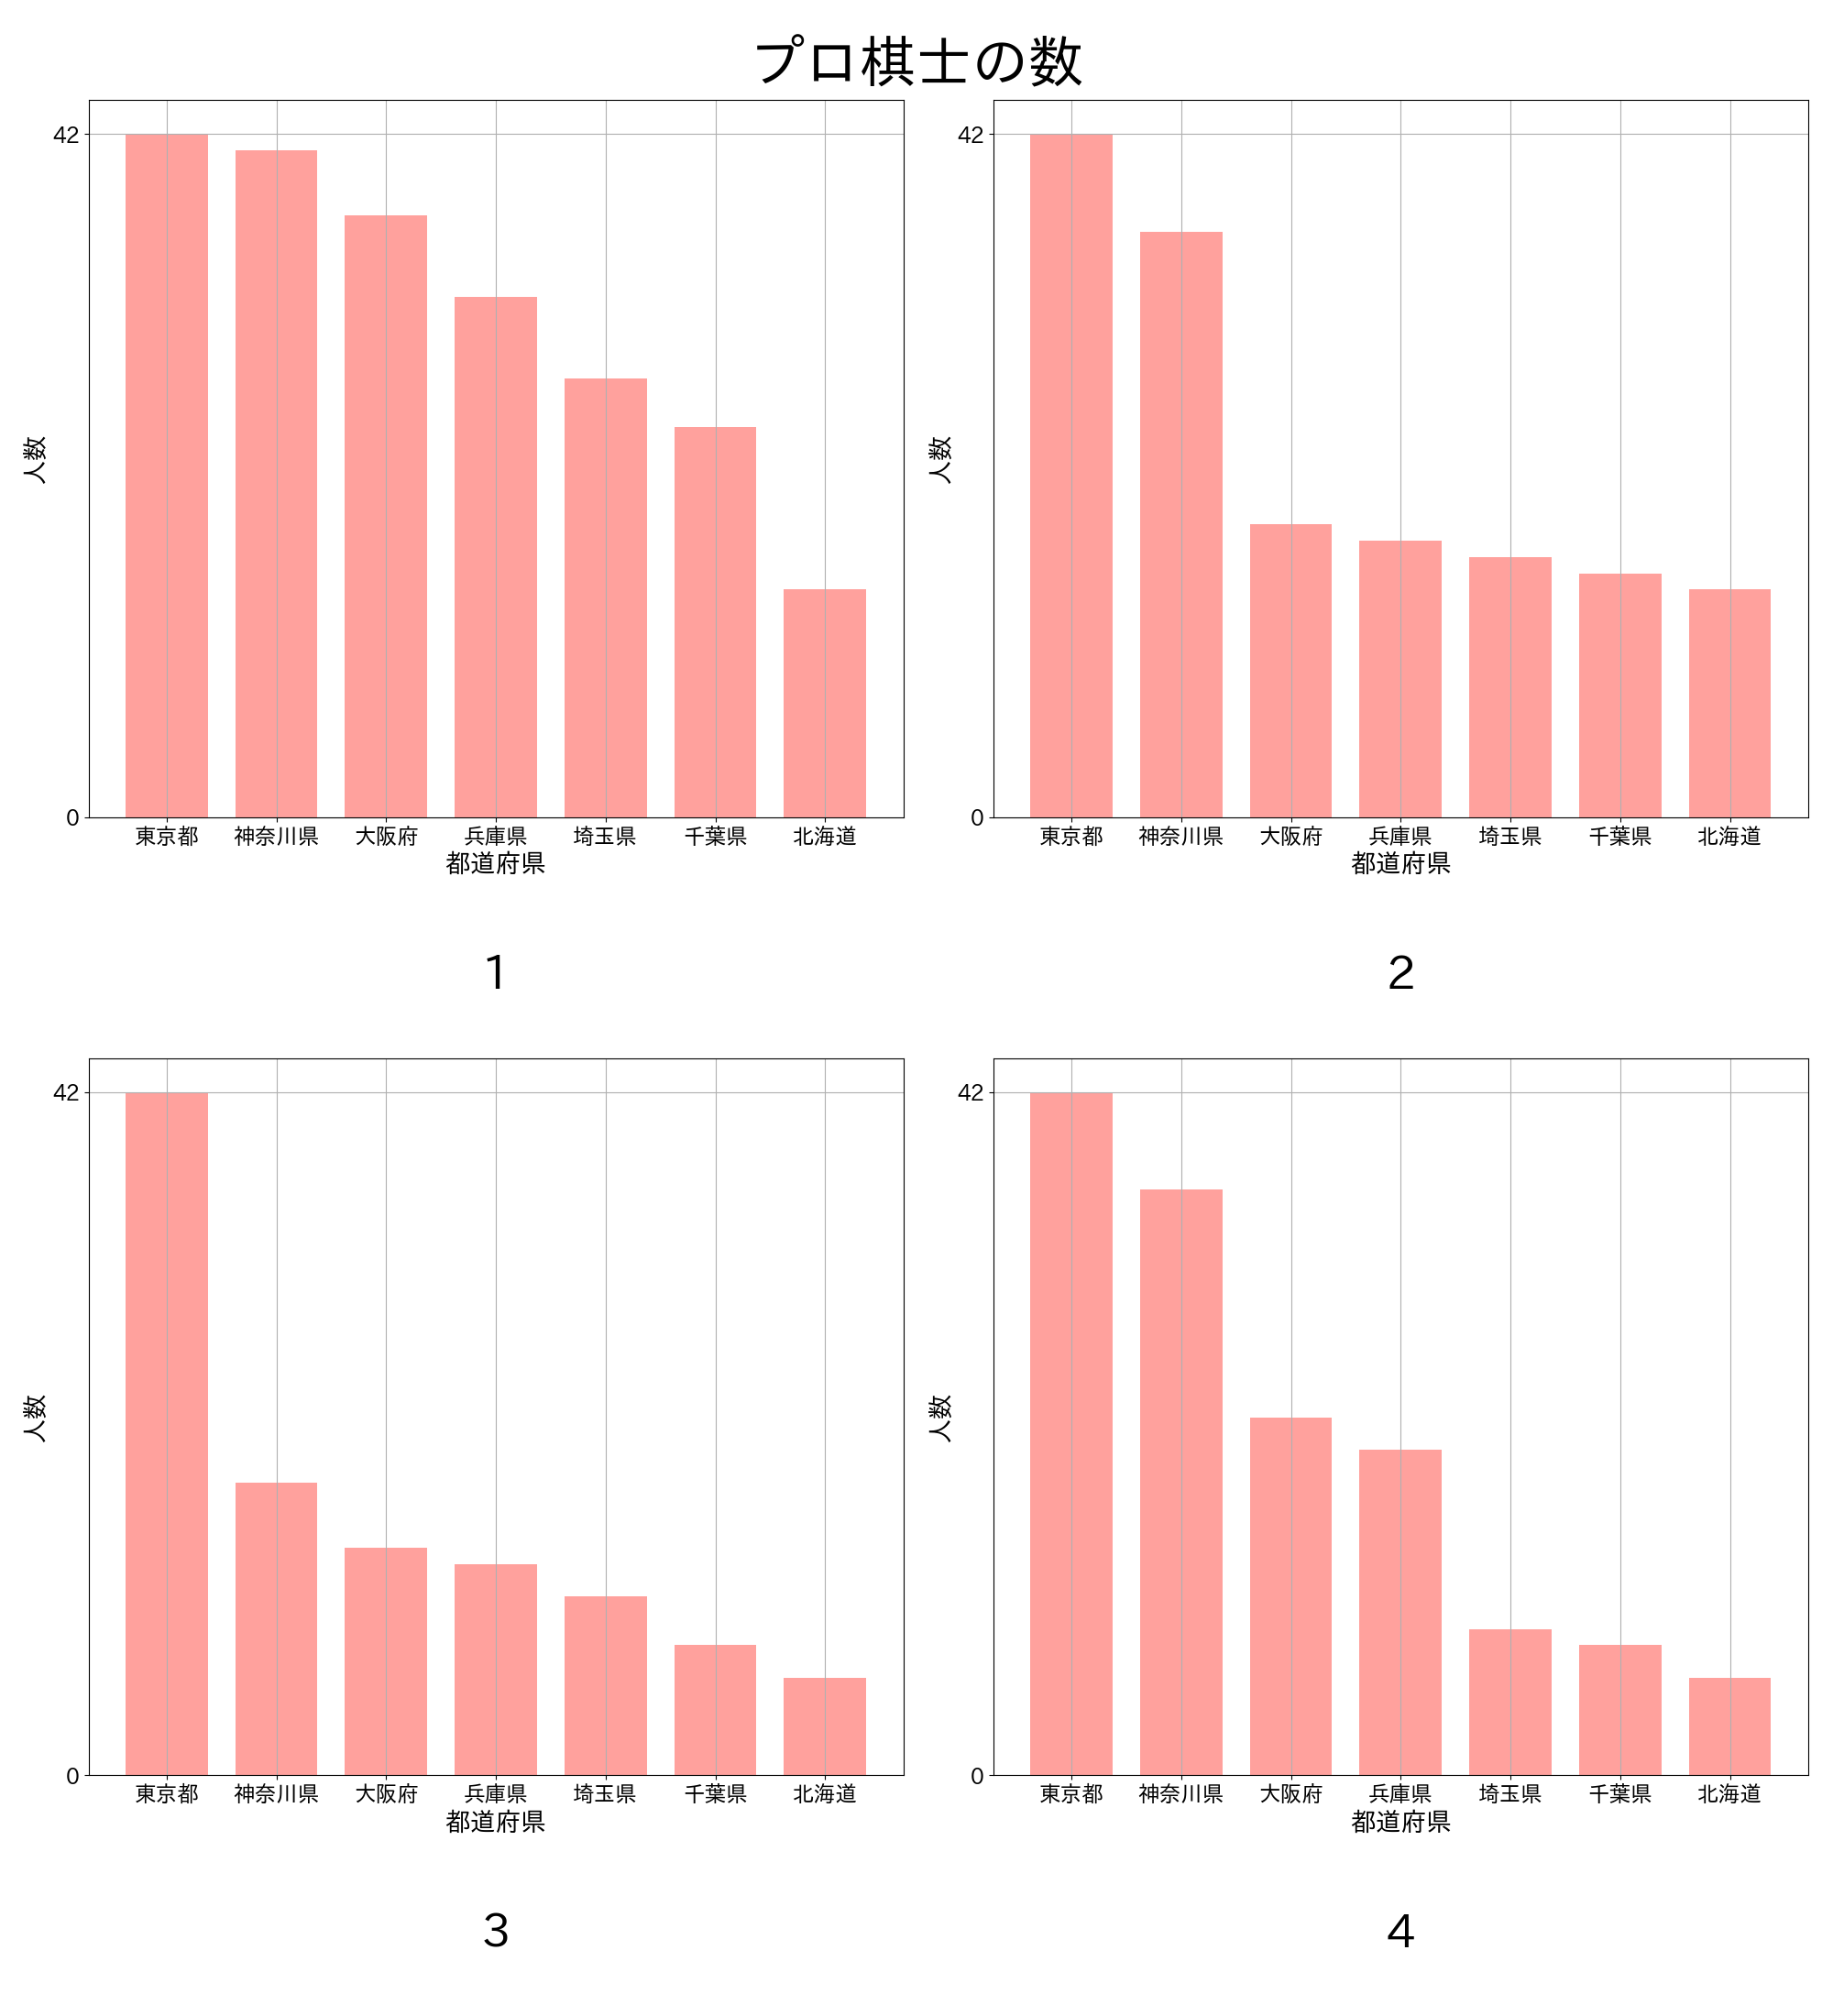 プロ棋士の数
42
0
人数
東京都 神奈川県 大阪府 兵庫県 埼玉県 千葉県 北海道
都道府県
1
42
0
人数
東京都 神奈川県 大阪府 兵庫県 埼玉県 千葉県 北海道
都道府県
2
42
0
人数
東京都 神奈川県 大阪府 兵庫県 埼玉県 千葉県 北海道
都道府県
3
42
0
人数
東京都 神奈川県 大阪府 兵庫県 埼玉県 千葉県 北海道
都道府県
4